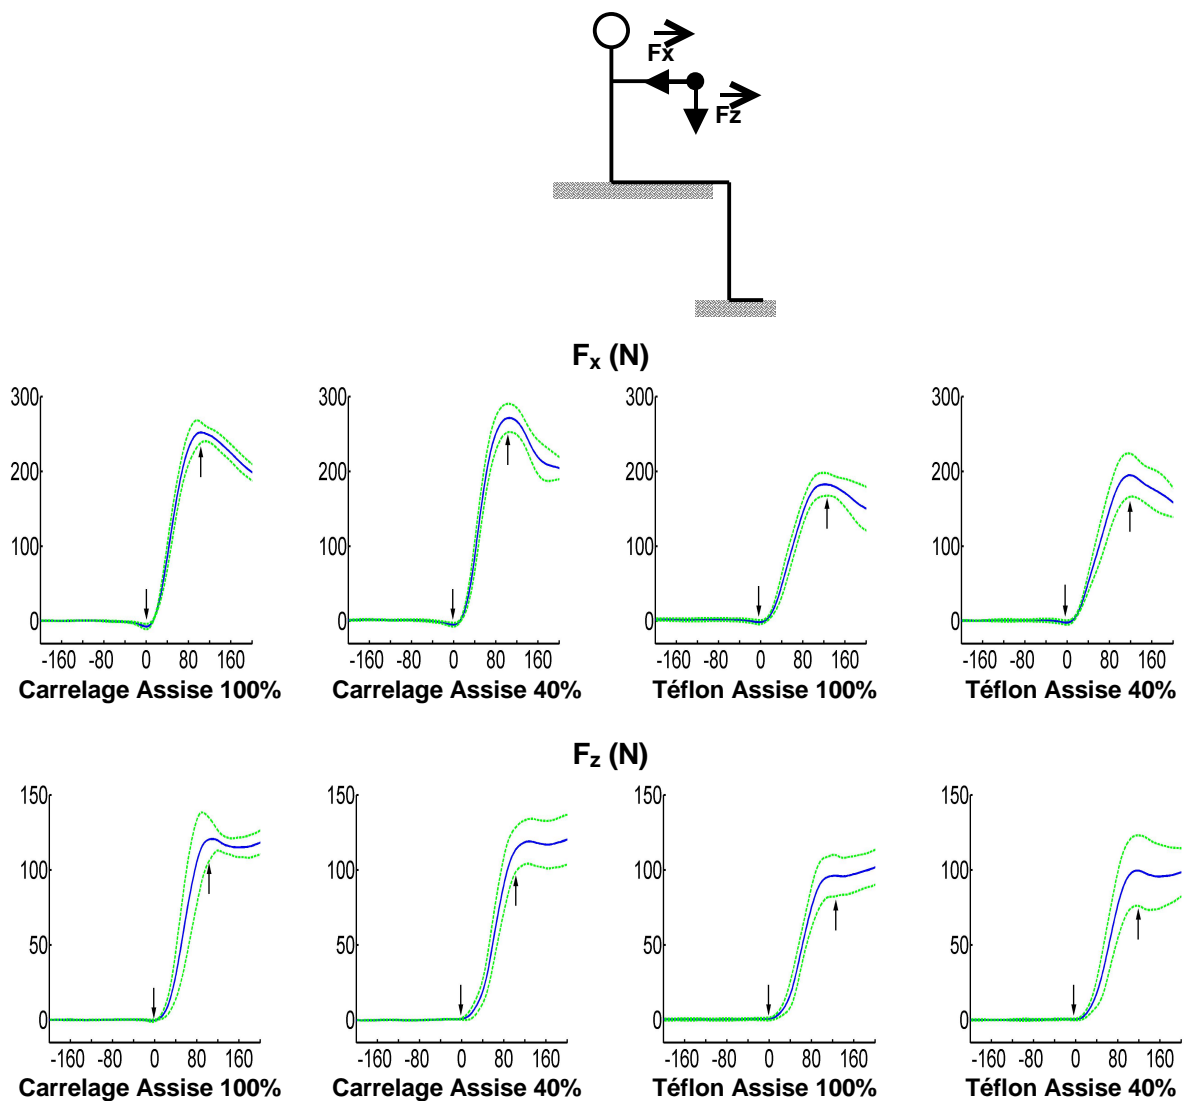 Fx
Fz
Fx (N)
300 300 300 300
200 200 200 200
100 100 100 100
0 0 0 0
-160 -80 0 80 160 -160 -80 0 80 160 -160 -80 0 80 160 -160 -80 0 80 160
Carrelage Assise 100% Carrelage Assise 40% Téflon Assise 100% Téflon Assise 40%
Fz (N)
150 150 150 150
100 100 100 100
50 50 50 50
0 0 0 0
-160 -80 0 80 160 -160 -80 0 80 160 -160 -80 0 80 160 -160 -80 0 80 160
Carrelage Assise 100% Carrelage Assise 40% Téflon Assise 100% Téflon Assise 40%